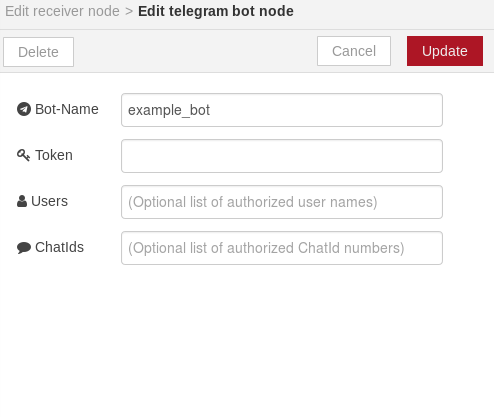 Edit receiver node > Edit telegram bot node
Delete Cancel Update
Bot-Name example_bot
Token
Users (Optional list of authorized user names)
ChatIds (Optional list of authorized ChatId numbers)